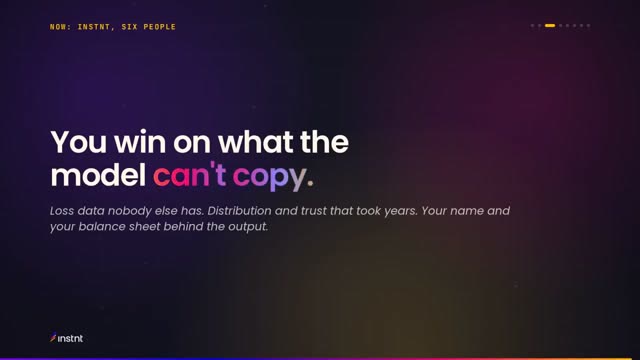 NOW: INSTNT, SIX PEOPLE
You win on what the
model can't copy.
Loss data nobody else has. Distribution and trust that took years. Your name and
your balance sheet behind the output.
instnt